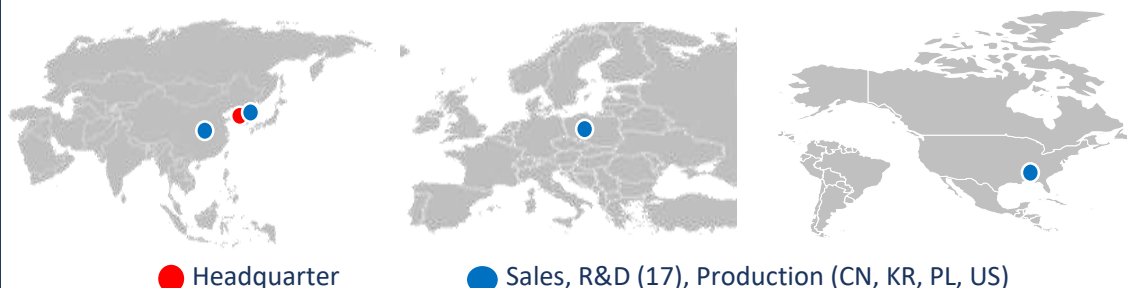 Headquarter
Sales, R&D (17), Production (CN, KR, PL, US)